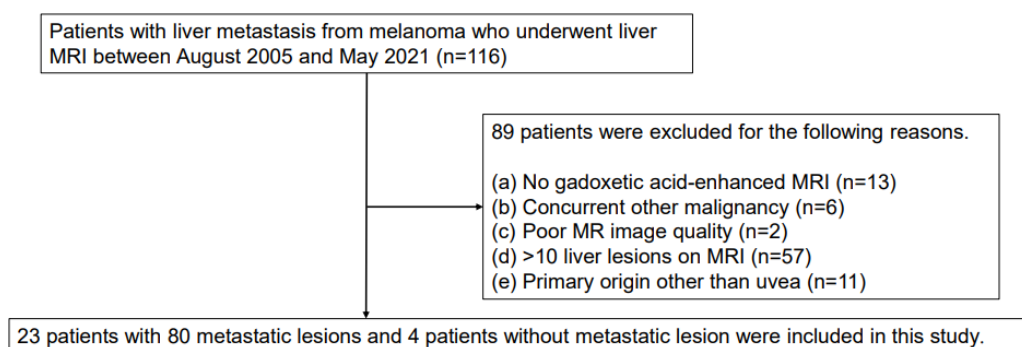 Patients with liver metastasis from melanoma who underwent liver
MRI between August 2005 and May 2021 (n=116)
89 patients were excluded for the following reasons.
(a) No gadoxetic acid-enhanced MRI (n=13)
(b) Concurrent other malignancy (n=6)
(c) Poor MR image quality (n=2)
(d) >10 liver lesions on MRI (n=57)
(e) Primary origin other than uvea (n=11)
23 patients with 80 metastatic lesions and 4 patients without metastatic lesion were included in this study.